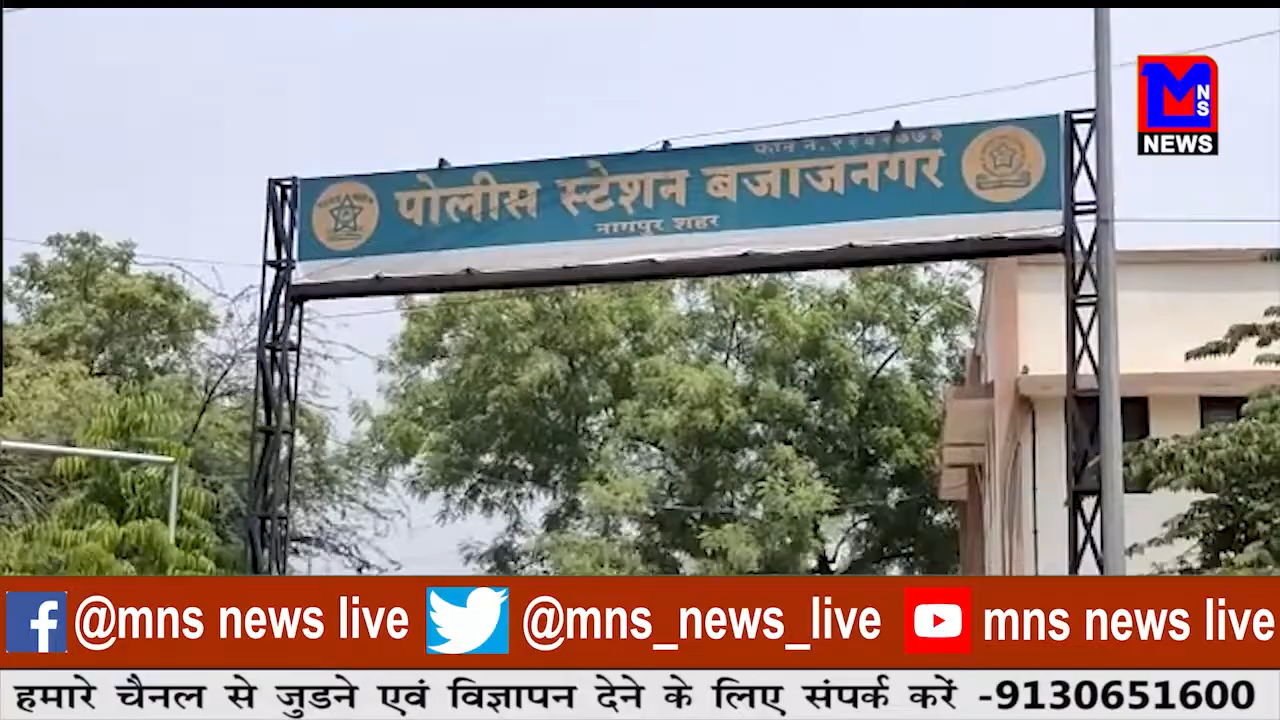 MNS
NEWS
पोलीस स्टेशन बजाजनगर
नागपुर शहर
@mns news live @mns_news_live mns news live
हमारे चैनल से जुडने एवं विज्ञापन देने के लिए संपर्क करें -9130651600